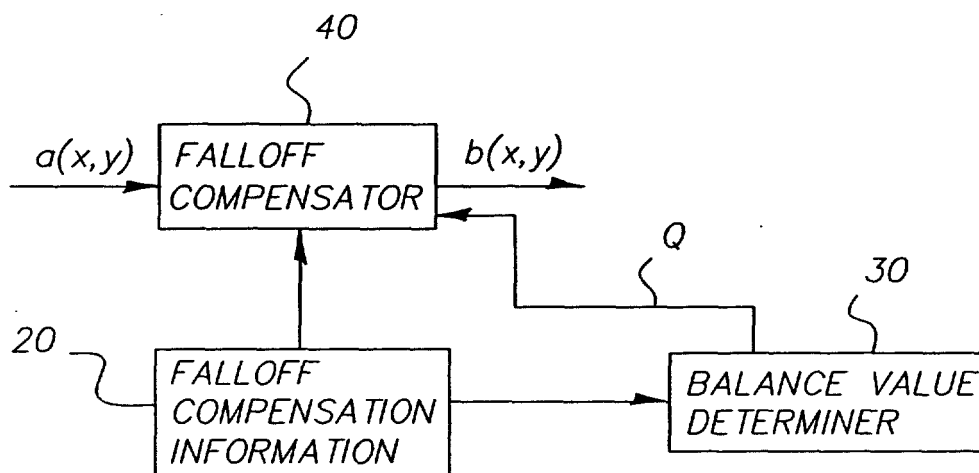 40
a(x,y)
FALLOFF
COMPENSATOR
b(x,y)
Q
30
20
FALLOFF
COMPENSATION
INFORMATION
BALANCE VALUE
DETERMINER